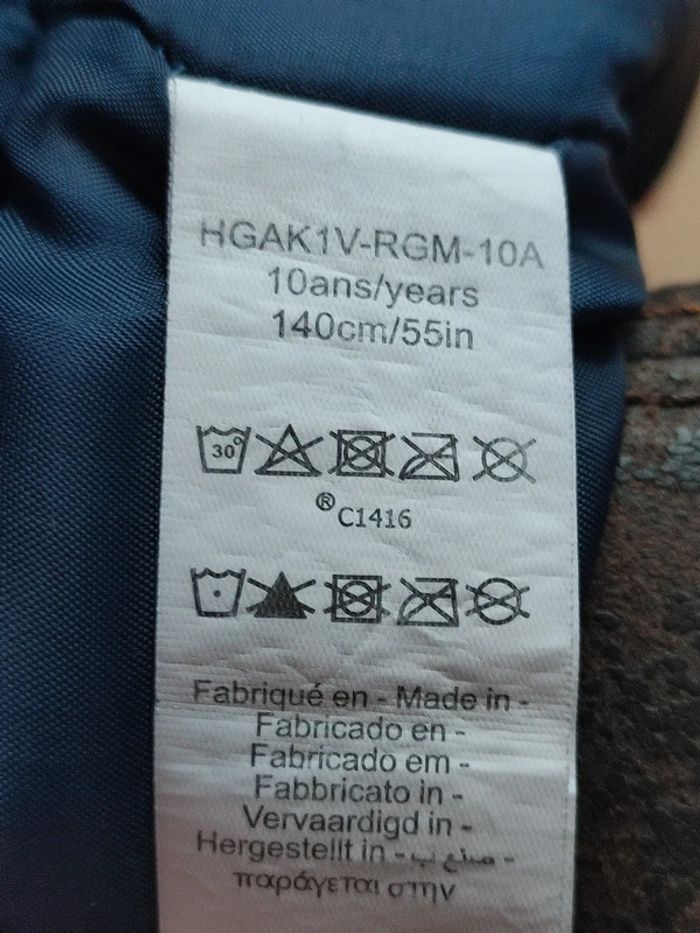 HGAK1V-RGM-10A
10ans/years
140cm/55in
30°
® C1416
Fabriqué en - Made in -
Fabricado en -
Fabricado em -
Fabbricato in -
Vervaardigd in -
Hergestellt in - صنع ب -
παράγεται στην